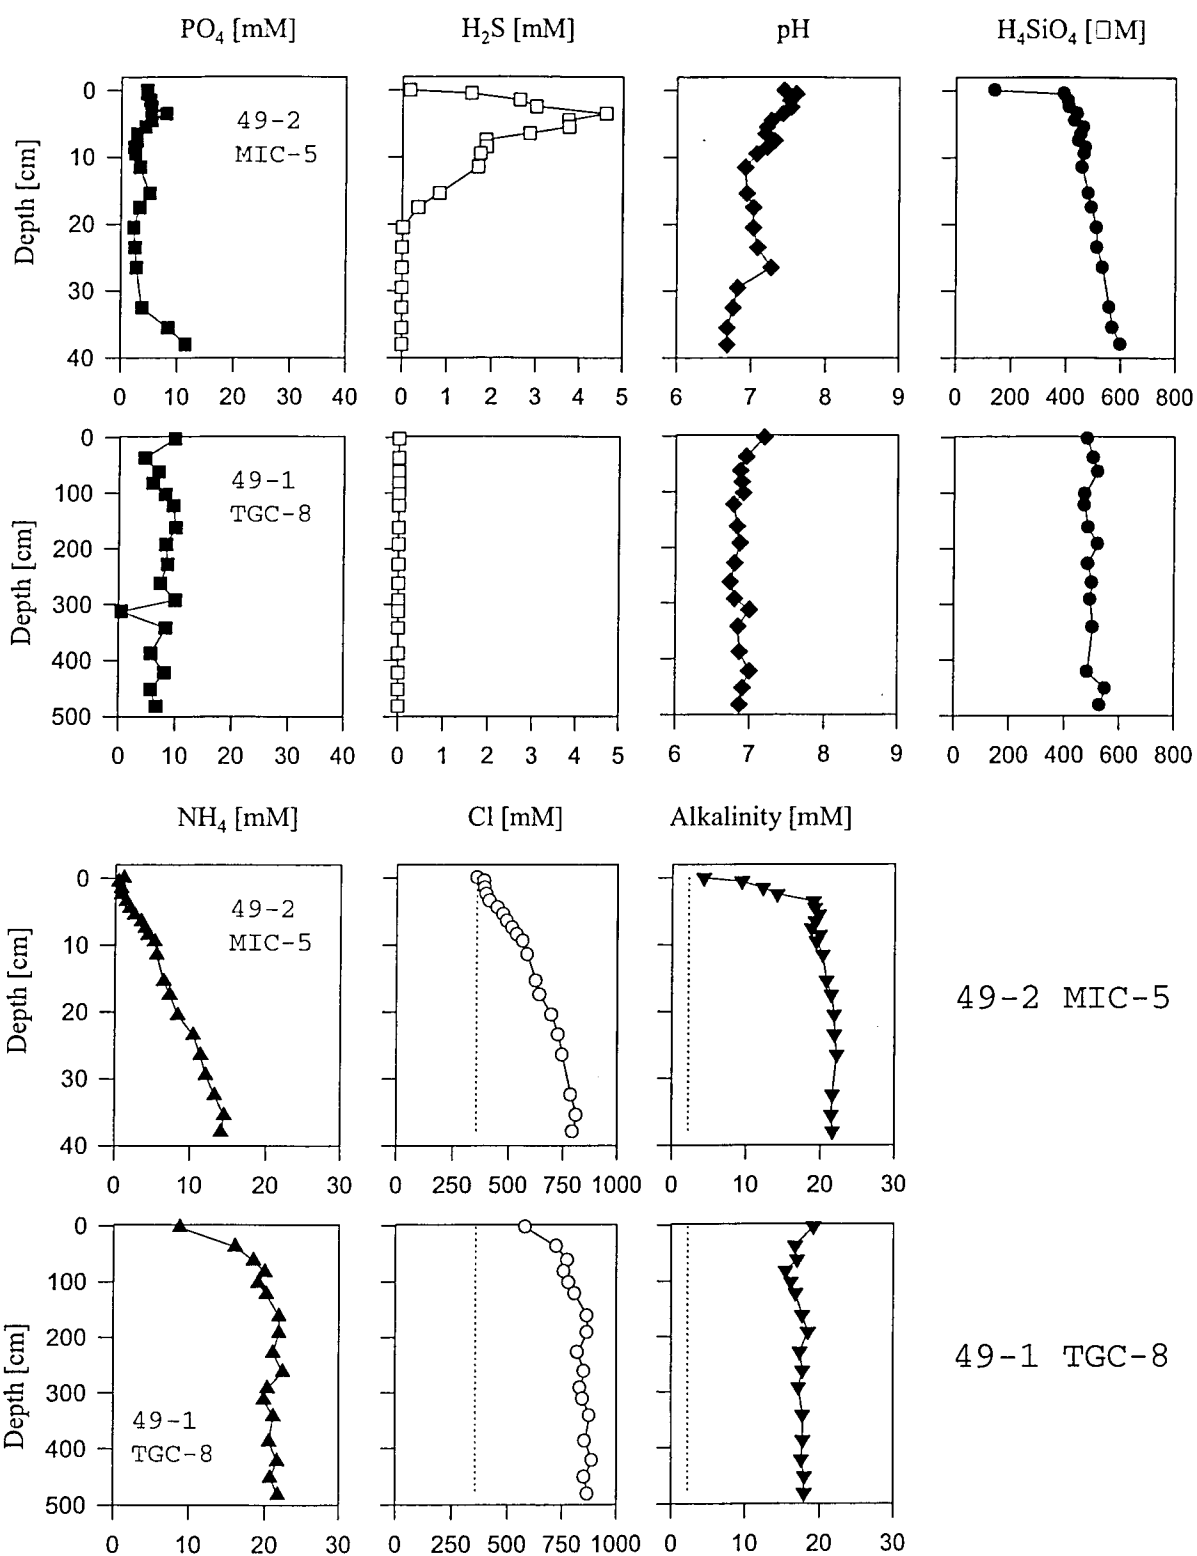 PO4 [mM] H2S [mM] pH H4SiO4 [□M]
Depth [cm]
0
10
20
30
40
49-2
MIC-5
0 10 20 30 40 0 1 2 3 4 5 6 7 8 9 0 200 400 600 800
Depth [cm]
0
100
200
300
400
500
49-1
TGC-8
0 10 20 30 40 0 1 2 3 4 5 6 7 8 9 0 200 400 600 800
NH4 [mM] Cl [mM] Alkalinity [mM]
Depth [cm]
0
10
20
30
40
49-2
MIC-5
49-2 MIC-5
0 10 20 30 0 250 500 750 1000 0 10 20 30
Depth [cm]
0
100
200
300
400
500
49-1
TGC-8
49-1 TGC-8
0 10 20 30 0 250 500 750 1000 0 10 20 30